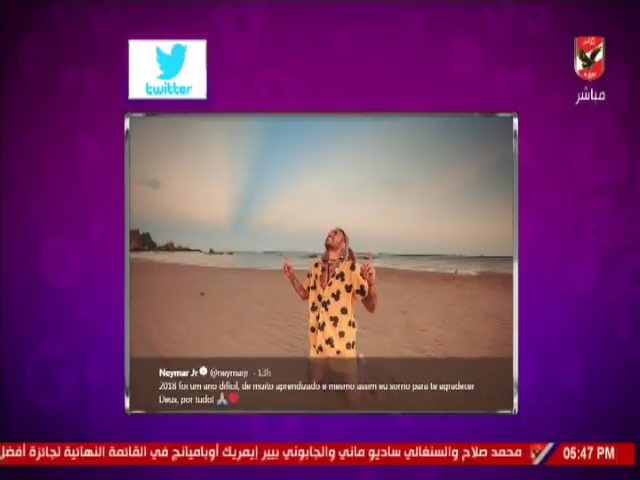 twitter
مباشر
Neymar Jr @neymarjr · 13h
2018 foi um ano difícil, de muito aprendizado e mesmo assim eu sorrio para te agradecer
Deus, por tudo! 🙏❤
محمد صلاح والسنغالي ساديو ماني والجابوني بيير إيمريك أوباميانج في القائمة النهائية لجائزة أفضل
05:47 PM